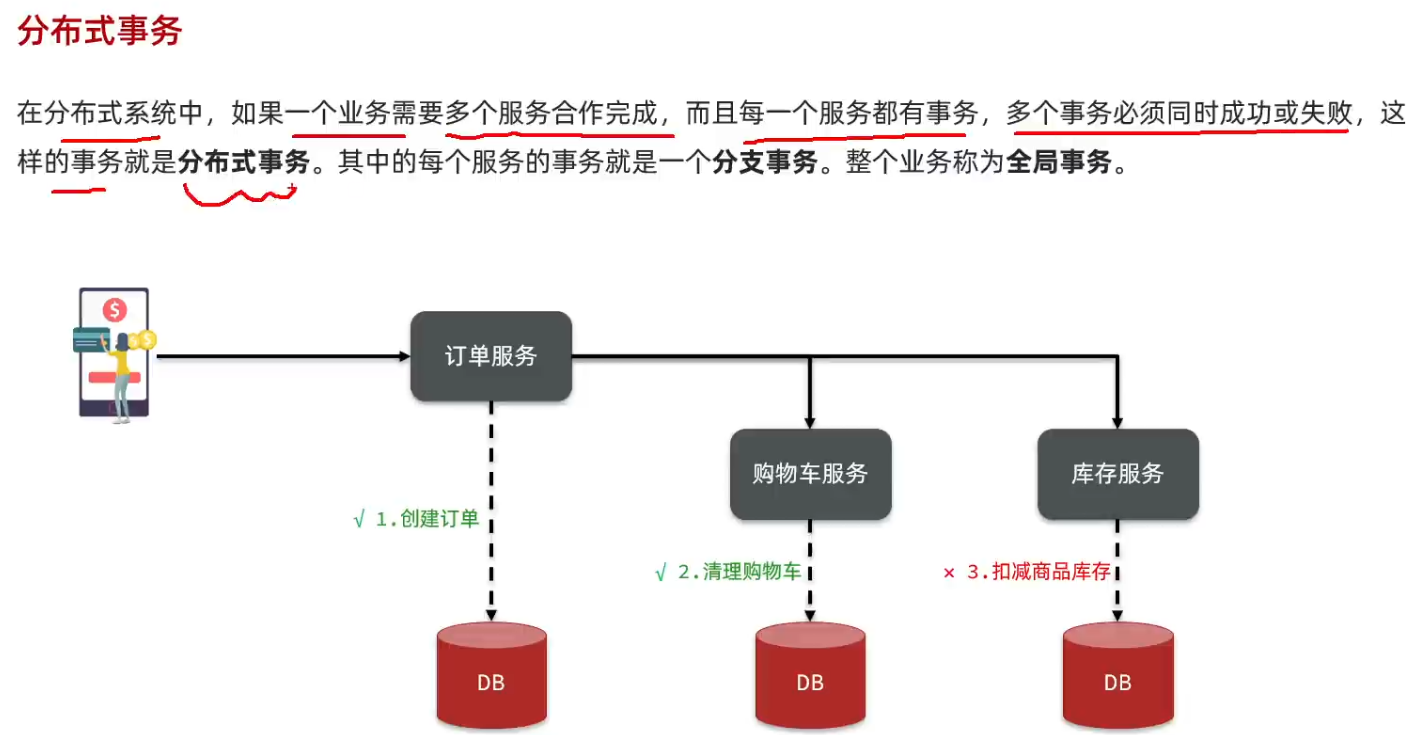 分布式事务
在分布式系统中，如果一个业务需要多个服务合作完成，而且每一个服务都有事务，多个事务必须同时成功或失败，这
样的事务就是分布式事务。其中的每个服务的事务就是一个分支事务。整个业务称为全局事务。
$
$
订单服务
购物车服务
库存服务
√ 1.创建订单
√ 2.清理购物车
× 3.扣减商品库存
DB
DB
DB